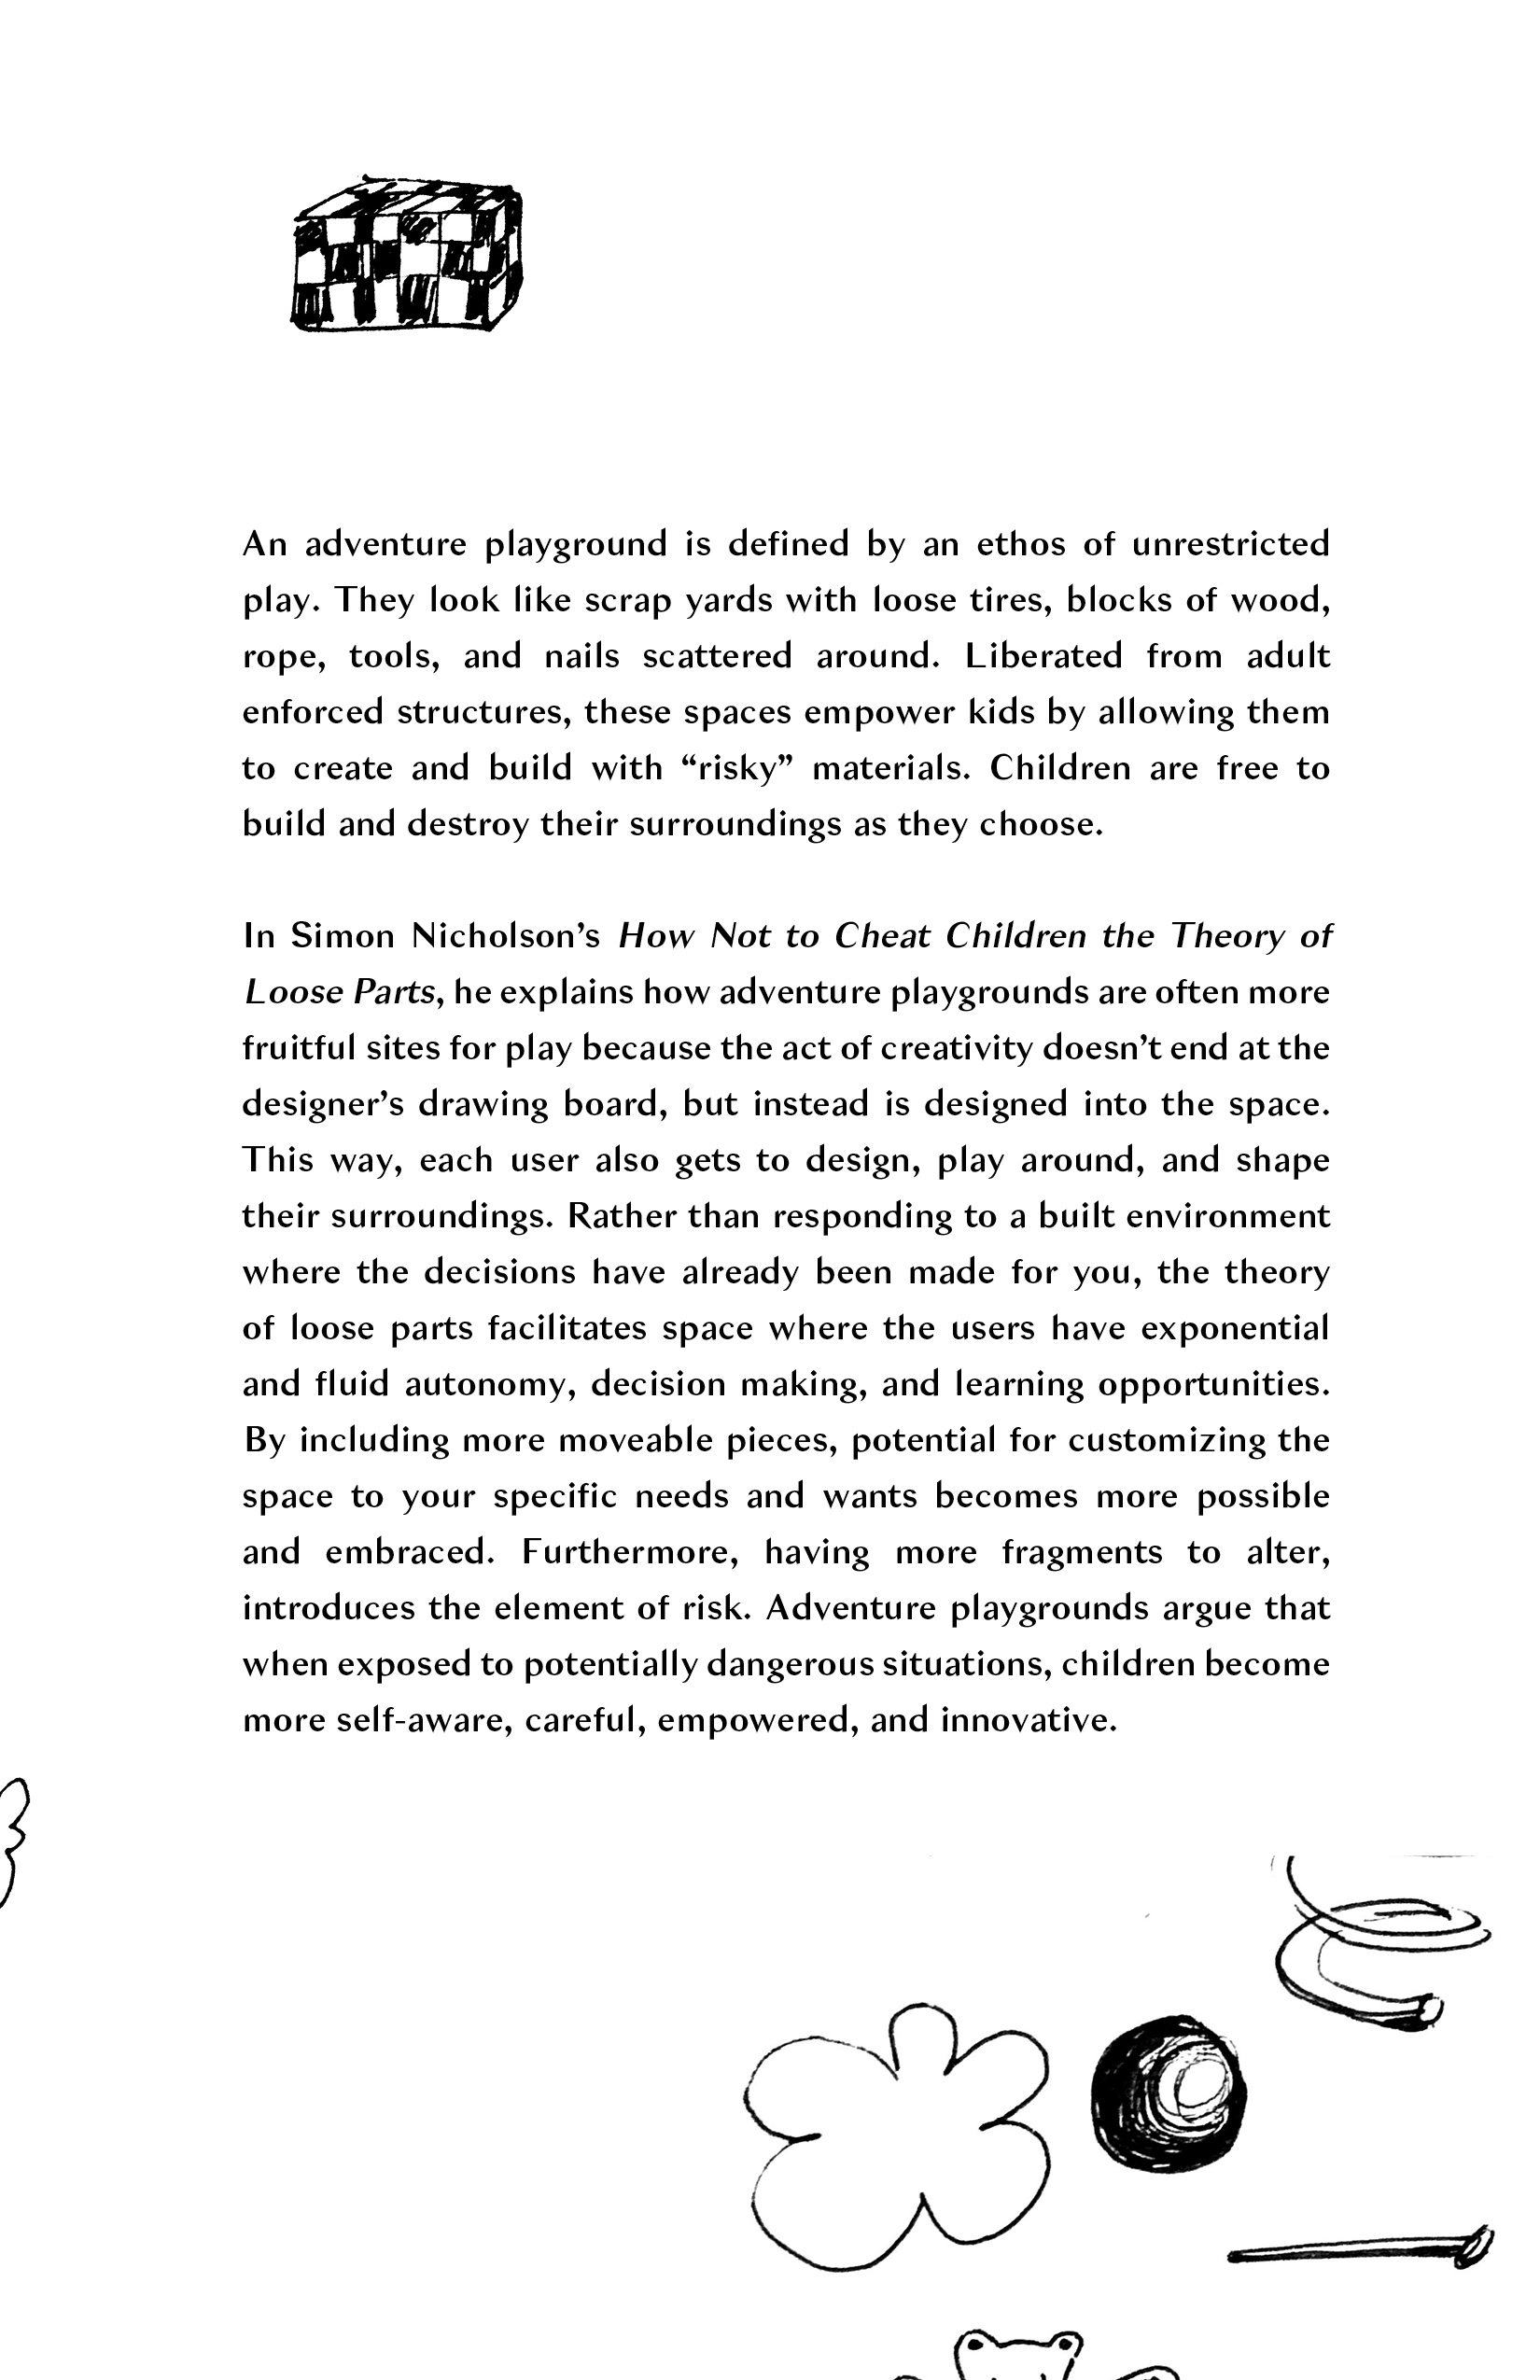 An adventure playground is defined by an ethos of unrestricted
play. They look like scrap yards with loose tires, blocks of wood,
rope, tools, and nails scattered around. Liberated from adult
enforced structures, these spaces empower kids by allowing them
to create and build with “risky” materials. Children are free to
build and destroy their surroundings as they choose.
In Simon Nicholson’s How Not to Cheat Children the Theory of
Loose Parts, he explains how adventure playgrounds are often more
fruitful sites for play because the act of creativity doesn’t end at the
designer’s drawing board, but instead is designed into the space.
This way, each user also gets to design, play around, and shape
their surroundings. Rather than responding to a built environment
where the decisions have already been made for you, the theory
of loose parts facilitates space where the users have exponential
and fluid autonomy, decision making, and learning opportunities.
By including more moveable pieces, potential for customizing the
space to your specific needs and wants becomes more possible
and embraced. Furthermore, having more fragments to alter,
introduces the element of risk. Adventure playgrounds argue that
when exposed to potentially dangerous situations, children become
more self-aware, careful, empowered, and innovative.